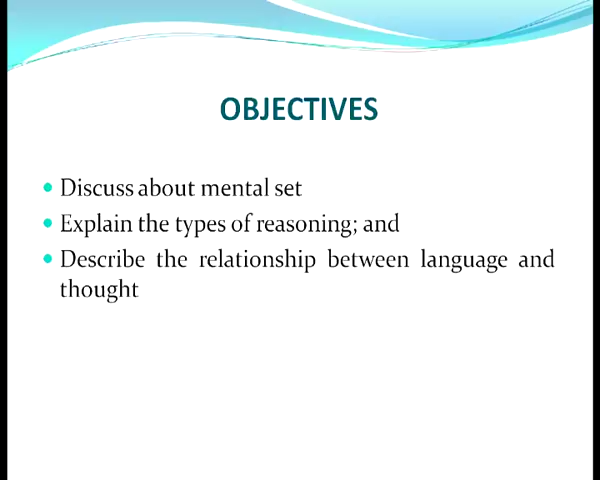 OBJECTIVES
Discuss about mental set
Explain the types of reasoning; and
Describe the relationship between language and
thought